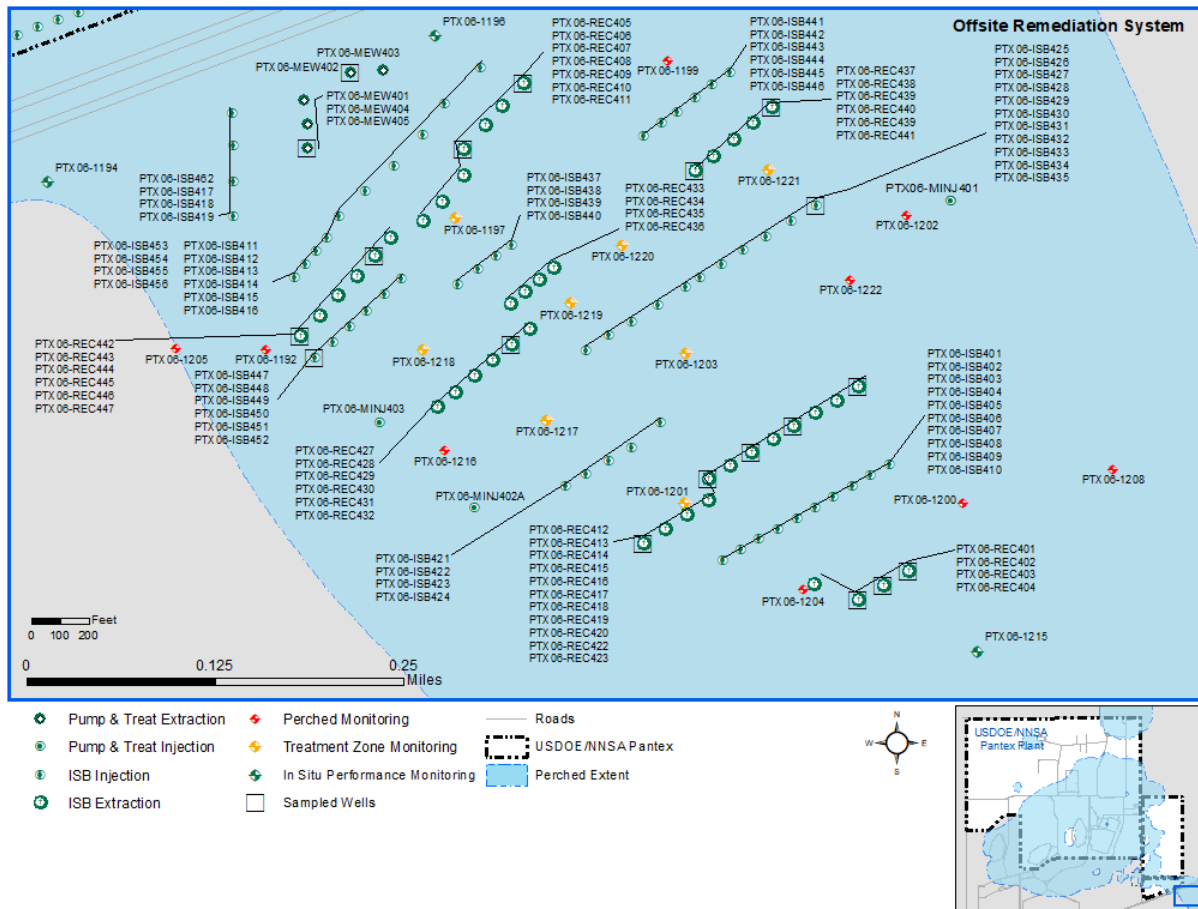 Offsite Remediation System
PTX06-1196
PTX06-MEW403
PTX06-MEW402
PTX06-MEW401
PTX06-MEW404
PTX06-MEW405
PTX06-REC405
PTX06-REC406
PTX06-REC407
PTX06-REC408
PTX06-REC409
PTX06-REC410
PTX06-REC411
PTX06-1199
PTX06-ISB441
PTX06-ISB442
PTX06-ISB443
PTX06-ISB444
PTX06-ISB445
PTX06-ISB446
PTX06-REC437
PTX06-REC438
PTX06-REC439
PTX06-REC440
PTX06-REC439
PTX06-REC441
PTX06-ISB425
PTX06-ISB426
PTX06-ISB427
PTX06-ISB428
PTX06-ISB429
PTX06-ISB430
PTX06-ISB431
PTX06-ISB432
PTX06-ISB433
PTX06-ISB434
PTX06-ISB435
PTX06-1194
PTX06-ISB462
PTX06-ISB417
PTX06-ISB418
PTX06-ISB419
PTX06-ISB437
PTX06-ISB438
PTX06-ISB439
PTX06-ISB440
PTX06-REC433
PTX06-REC434
PTX06-REC435
PTX06-REC436
PTX06-1221
PTX06-MINJ401
PTX06-1202
PTX06-1197
PTX06-1220
PTX06-ISB453
PTX06-ISB454
PTX06-ISB455
PTX06-ISB456
PTX06-ISB411
PTX06-ISB412
PTX06-ISB413
PTX06-ISB414
PTX06-ISB415
PTX06-ISB416
PTX06-1222
PTX06-1219
PTX06-REC442
PTX06-REC443
PTX06-REC444
PTX06-REC445
PTX06-REC446
PTX06-REC447
PTX06-1205
PTX06-1192
PTX06-1218
PTX06-1203
PTX06-ISB447
PTX06-ISB448
PTX06-ISB449
PTX06-ISB450
PTX06-ISB451
PTX06-ISB452
PTX06-ISB401
PTX06-ISB402
PTX06-ISB403
PTX06-ISB404
PTX06-ISB405
PTX06-ISB406
PTX06-ISB407
PTX06-ISB408
PTX06-ISB409
PTX06-ISB410
PTX06-MINJ403
PTX06-1217
PTX06-REC427
PTX06-REC428
PTX06-REC429
PTX06-REC430
PTX06-REC431
PTX06-REC432
PTX06-1216
PTX06-MINJ402A
PTX06-1201
PTX06-1208
PTX06-1200
PTX06-ISB421
PTX06-ISB422
PTX06-ISB423
PTX06-ISB424
PTX06-REC412
PTX06-REC413
PTX06-REC414
PTX06-REC415
PTX06-REC416
PTX06-REC417
PTX06-REC418
PTX06-REC419
PTX06-REC420
PTX06-REC422
PTX06-REC423
PTX06-REC401
PTX06-REC402
PTX06-REC403
PTX06-REC404
PTX06-1204
PTX06-1215
Feet
0 100 200
0 0.125 0.25
Miles
Pump & Treat Extraction
Pump & Treat Injection
ISB Injection
ISB Extraction
Perched Monitoring
Treatment Zone Monitoring
In Situ Performance Monitoring
Sampled Wells
Roads
USDOE/NNSA Pantex
Perched Extent
N
W E
S
USDOE/NNSA
Pantex Plant